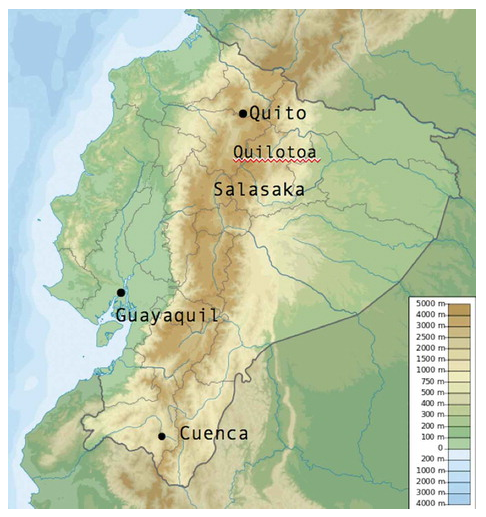 Quito
Quilotoa
Salasaka
Guayaquil
Cuenca
5000 m
4000 m
3000 m
2500 m
2000 m
1500 m
1000 m
750 m
500 m
400 m
300 m
200 m
100 m
0
200 m
1000 m
2000 m
3000 m
4000 m